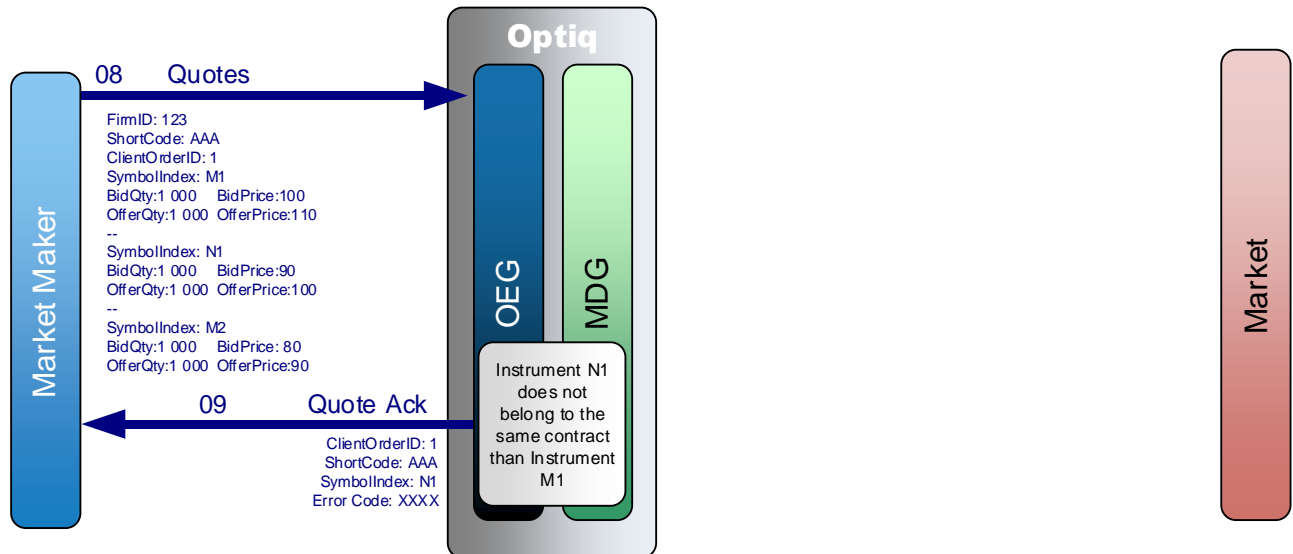 Optiq
08 Quotes
FirmID: 123
ShortCode: AAA
ClientOrderID: 1
SymbolIndex: M1
BidQty:1 000 BidPrice:100
OfferQty:1 000 OfferPrice:110
--
SymbolIndex: N1
BidQty:1 000 BidPrice:90
OfferQty:1 000 OfferPrice:100
--
SymbolIndex: M2
BidQty:1 000 BidPrice: 80
OfferQty:1 000 OfferPrice:90
Market Maker
OEG
MDG
Market
Instrument N1
does not
belong to the
same contract
than Instrument
M1
09 Quote Ack
ClientOrderID: 1
ShortCode: AAA
SymbolIndex: N1
Error Code: XXXX